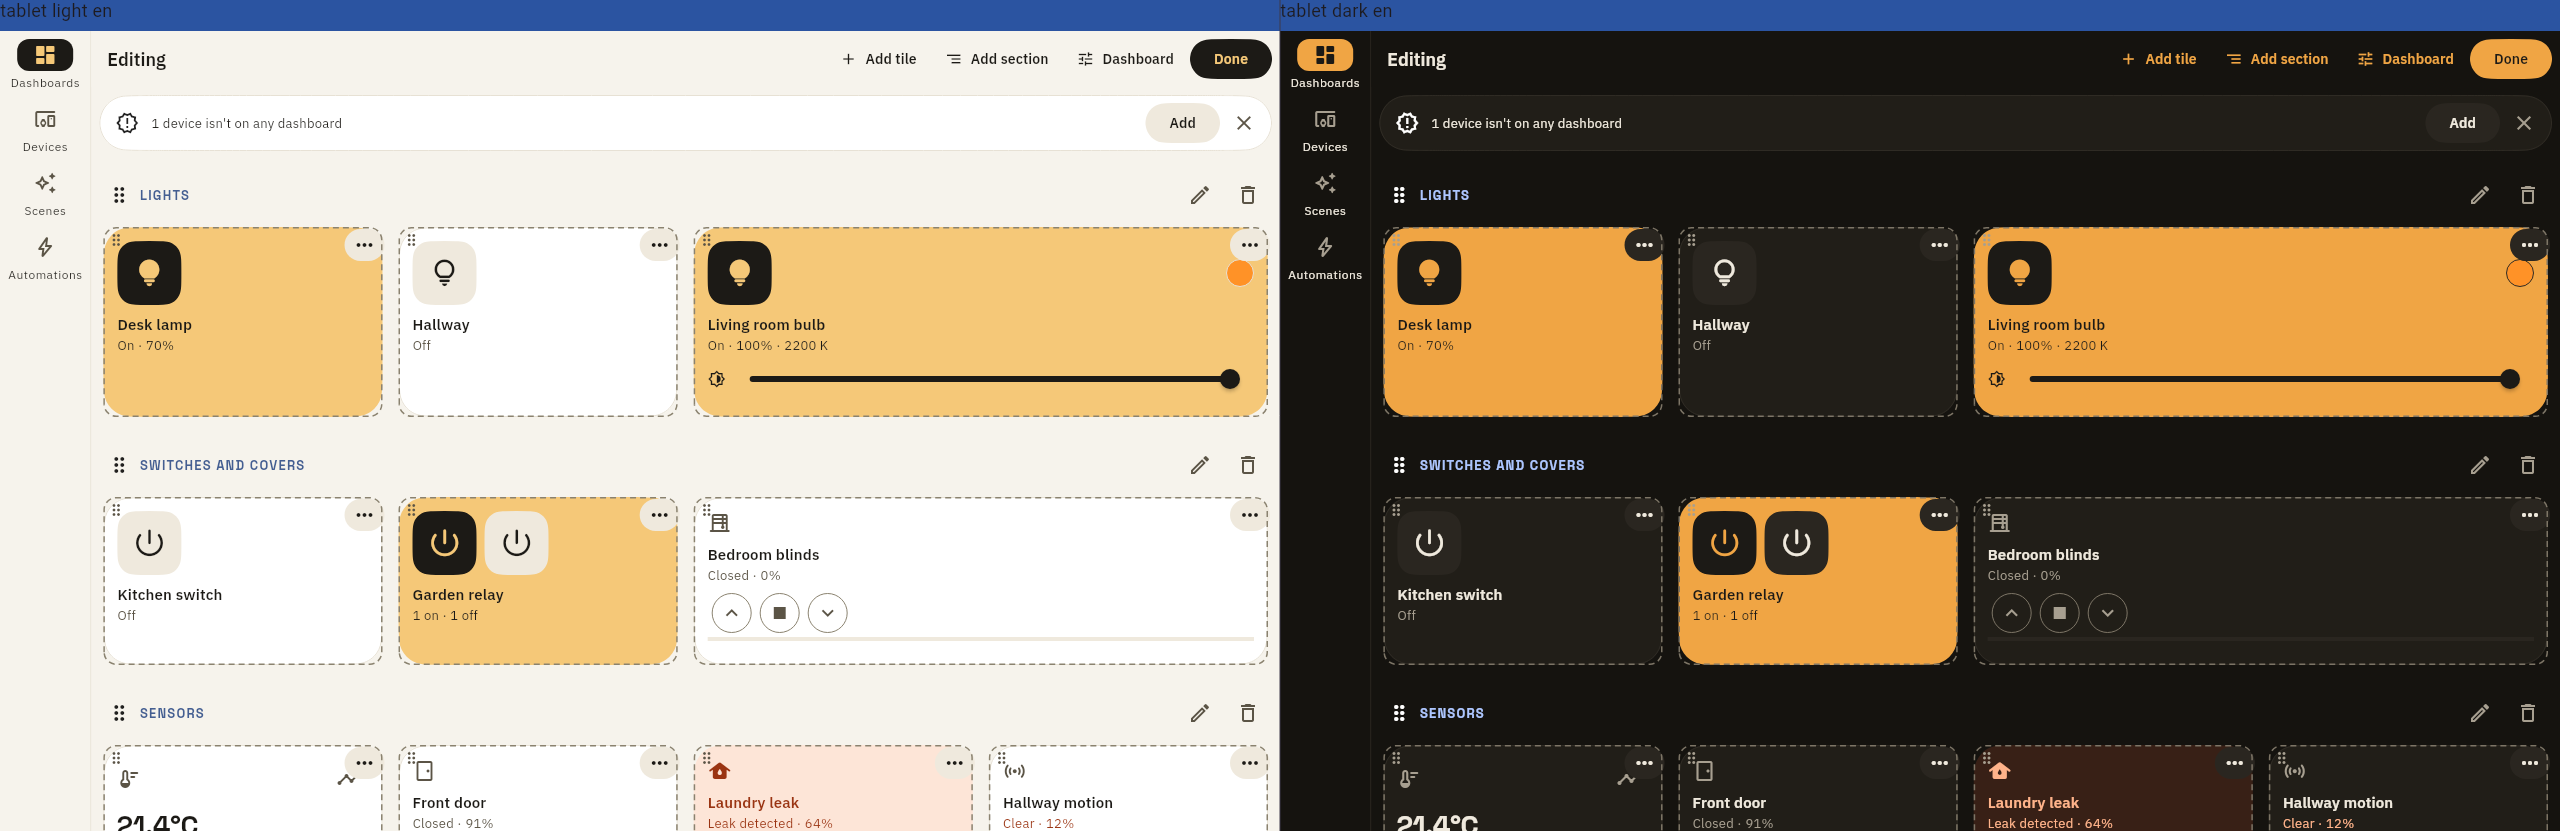 tablet light en
Dashboards
Devices
Scenes
Automations
Editing
Add tile
Add section
Dashboard
Done
1 device isn't on any dashboard
Add
LIGHTS
Desk lamp
On · 70%
Hallway
Off
Living room bulb
On · 100% · 2200 K
SWITCHES AND COVERS
Kitchen switch
Off
Garden relay
1 on · 1 off
Bedroom blinds
Closed · 0%
SENSORS
21.4°C
Front door
Closed · 91%
Laundry leak
Leak detected · 64%
Hallway motion
Clear · 12%
tablet dark en
Dashboards
Devices
Scenes
Automations
Editing
Add tile
Add section
Dashboard
Done
1 device isn't on any dashboard
Add
LIGHTS
Desk lamp
On · 70%
Hallway
Off
Living room bulb
On · 100% · 2200 K
SWITCHES AND COVERS
Kitchen switch
Off
Garden relay
1 on · 1 off
Bedroom blinds
Closed · 0%
SENSORS
21.4°C
Front door
Closed · 91%
Laundry leak
Leak detected · 64%
Hallway motion
Clear · 12%